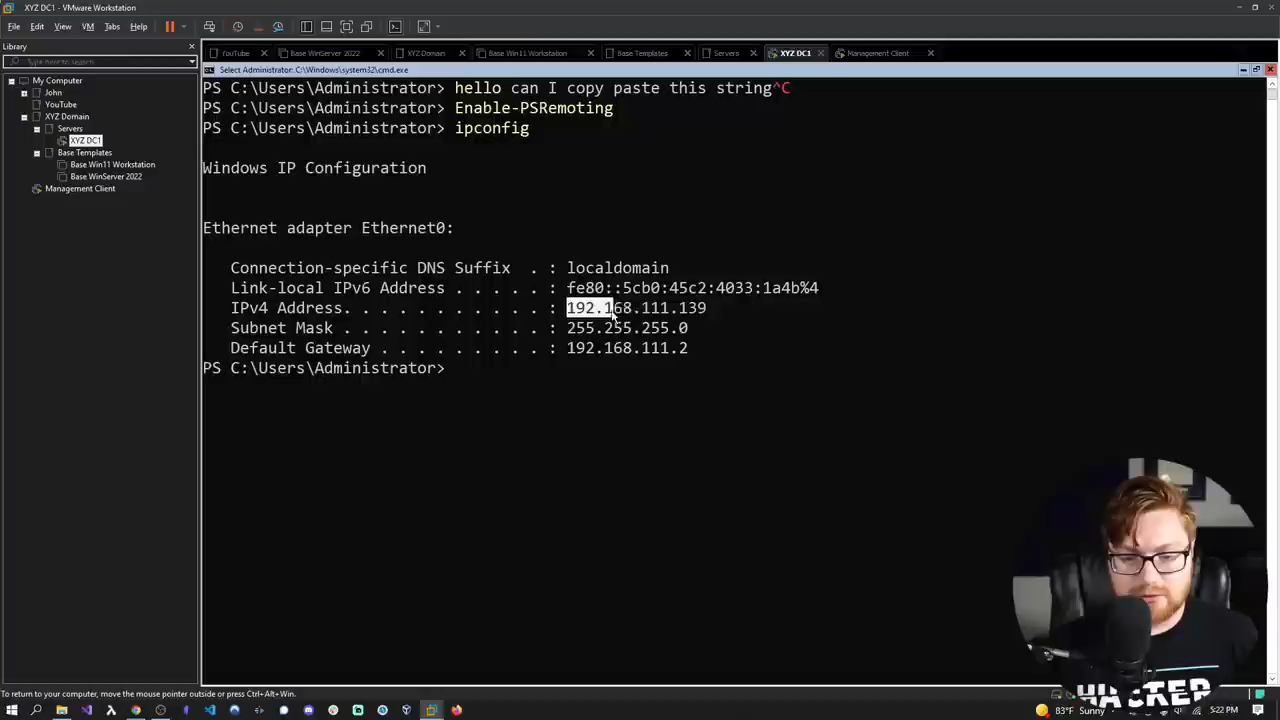 XYZ DC1 - VMware Workstation
File Edit View VM Tabs Help
Library
Type here to search
My Computer
John
YouTube
XYZ Domain
Servers
XYZ DC1
Base Templates
Base Win11 Workstation
Base WinServer 2022
Management Client
YouTube Base WinServer 2022 XYZ Domain Base Win11 Workstation Base Templates Servers XYZ DC1 Management Client
Select Administrator: C:\Windows\system32\cmd.exe
PS C:\Users\Administrator> hello can I copy paste this string^C
PS C:\Users\Administrator> Enable-PSRemoting
PS C:\Users\Administrator> ipconfig
Windows IP Configuration
Ethernet adapter Ethernet0:
Connection-specific DNS Suffix . : localdomain
Link-local IPv6 Address . . . . . : fe80::5cb0:45c2:4033:1a4b%4
IPv4 Address. . . . . . . . . . . : 192.168.111.139
Subnet Mask . . . . . . . . . . . : 255.255.255.0
Default Gateway . . . . . . . . . : 192.168.111.2
PS C:\Users\Administrator>
HACKER
To return to your computer, move the mouse pointer outside or press Ctrl+Alt+Win.
83°F Sunny
5:22 PM